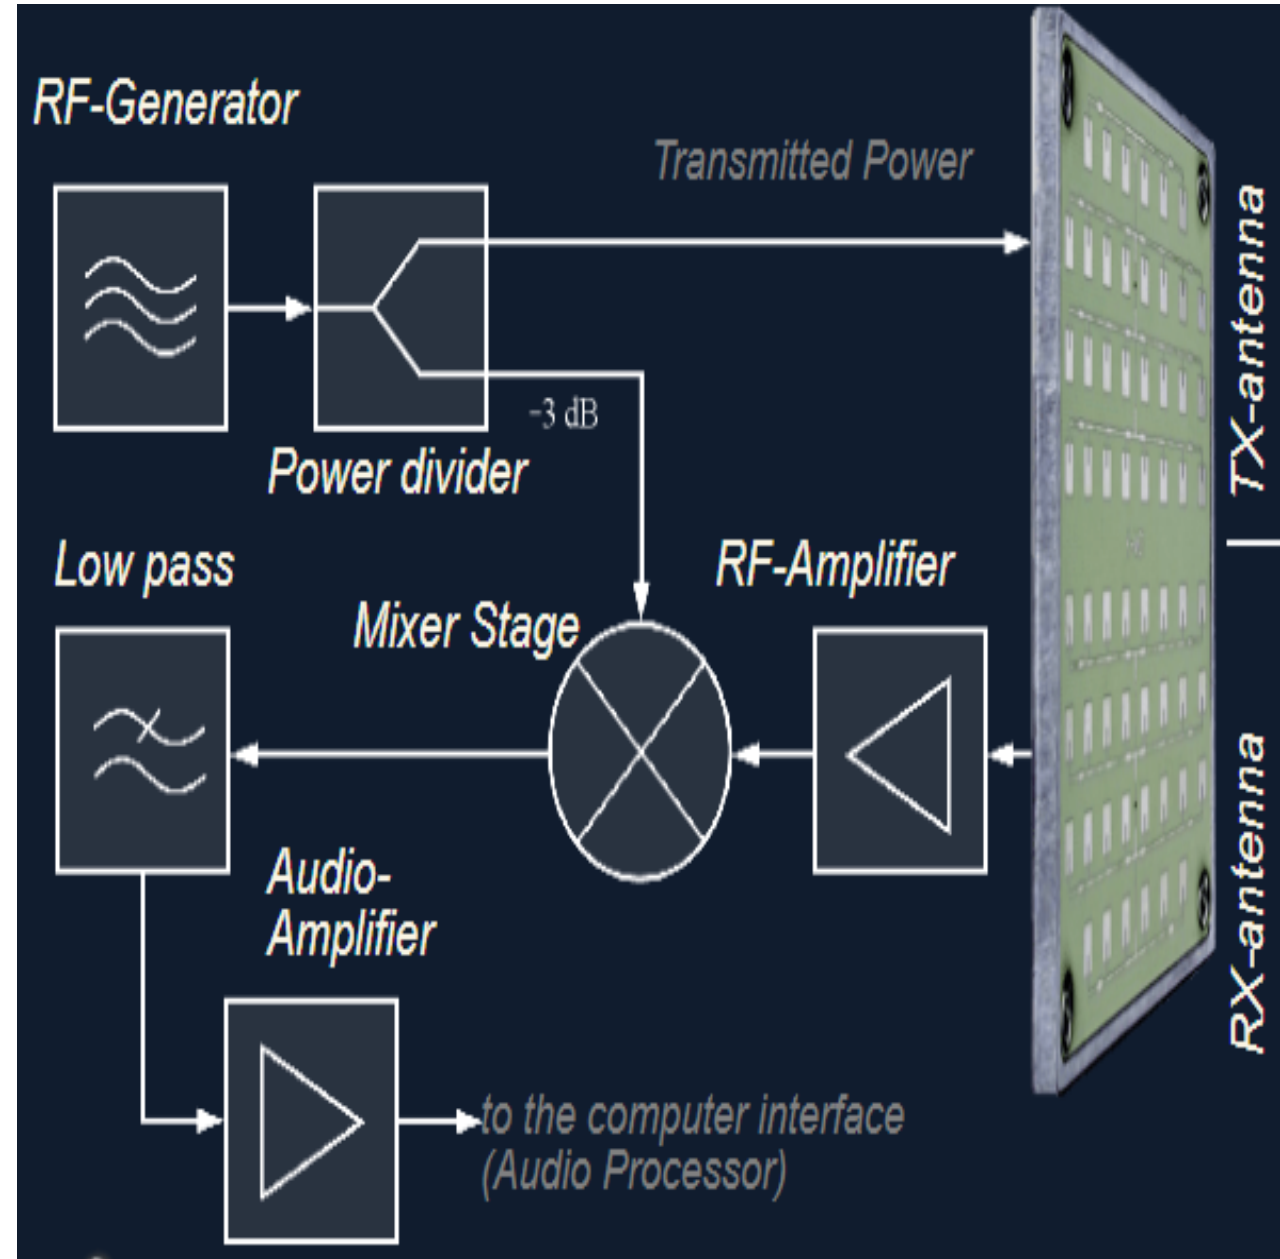 RF-Generator
Transmitted Power
TX-antenna
-3 dB
Power divider
Low pass
RF-Amplifier
Mixer Stage
RX-antenna
Audio-
Amplifier
to the computer interface
(Audio Processor)